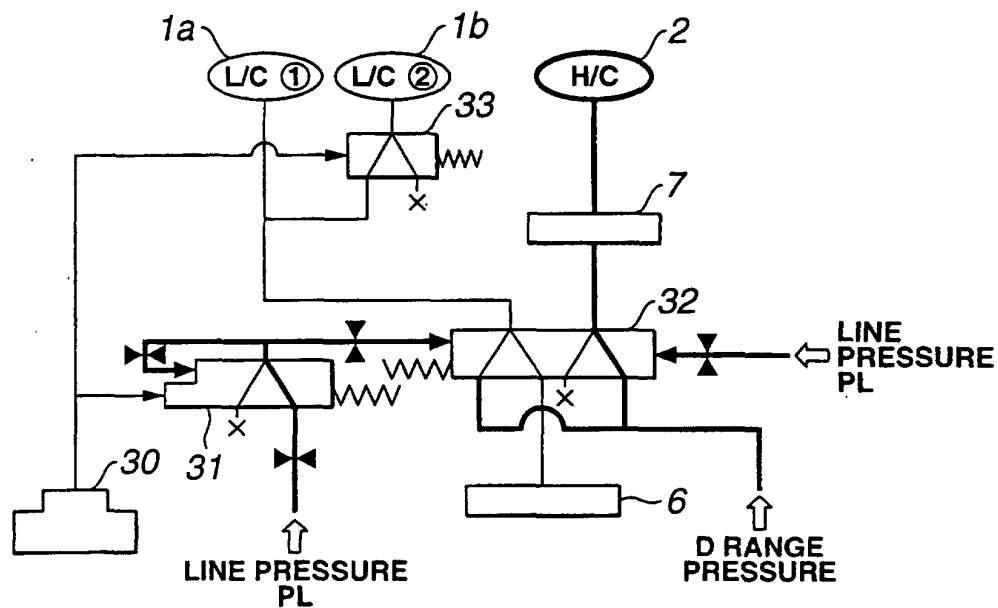 1a
1b
2
L/C ①
L/C ②
H/C
33
7
32
LINE
PRESSURE
PL
31
30
6
LINE PRESSURE
PL
D RANGE
PRESSURE